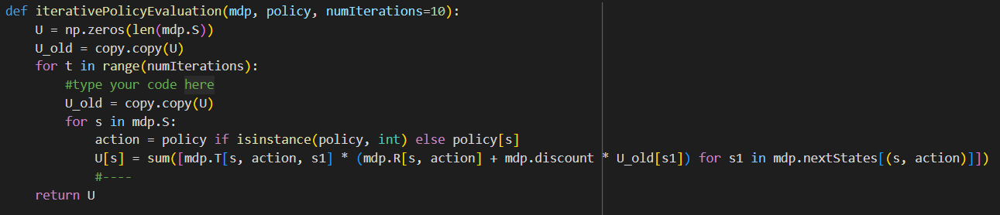 def iterativePolicyEvaluation(mdp, policy, numIterations=10):
    U = np.zeros(len(mdp.S))
    U_old = copy.copy(U)
    for t in range(numIterations):
        #type your code here
        U_old = copy.copy(U)
        for s in mdp.S:
            action = policy if isinstance(policy, int) else policy[s]
            U[s] = sum([mdp.T[s, action, s1] * (mdp.R[s, action] + mdp.discount * U_old[s1]) for s1 in mdp.nextStates[(s, action)]])
            #----
    return U